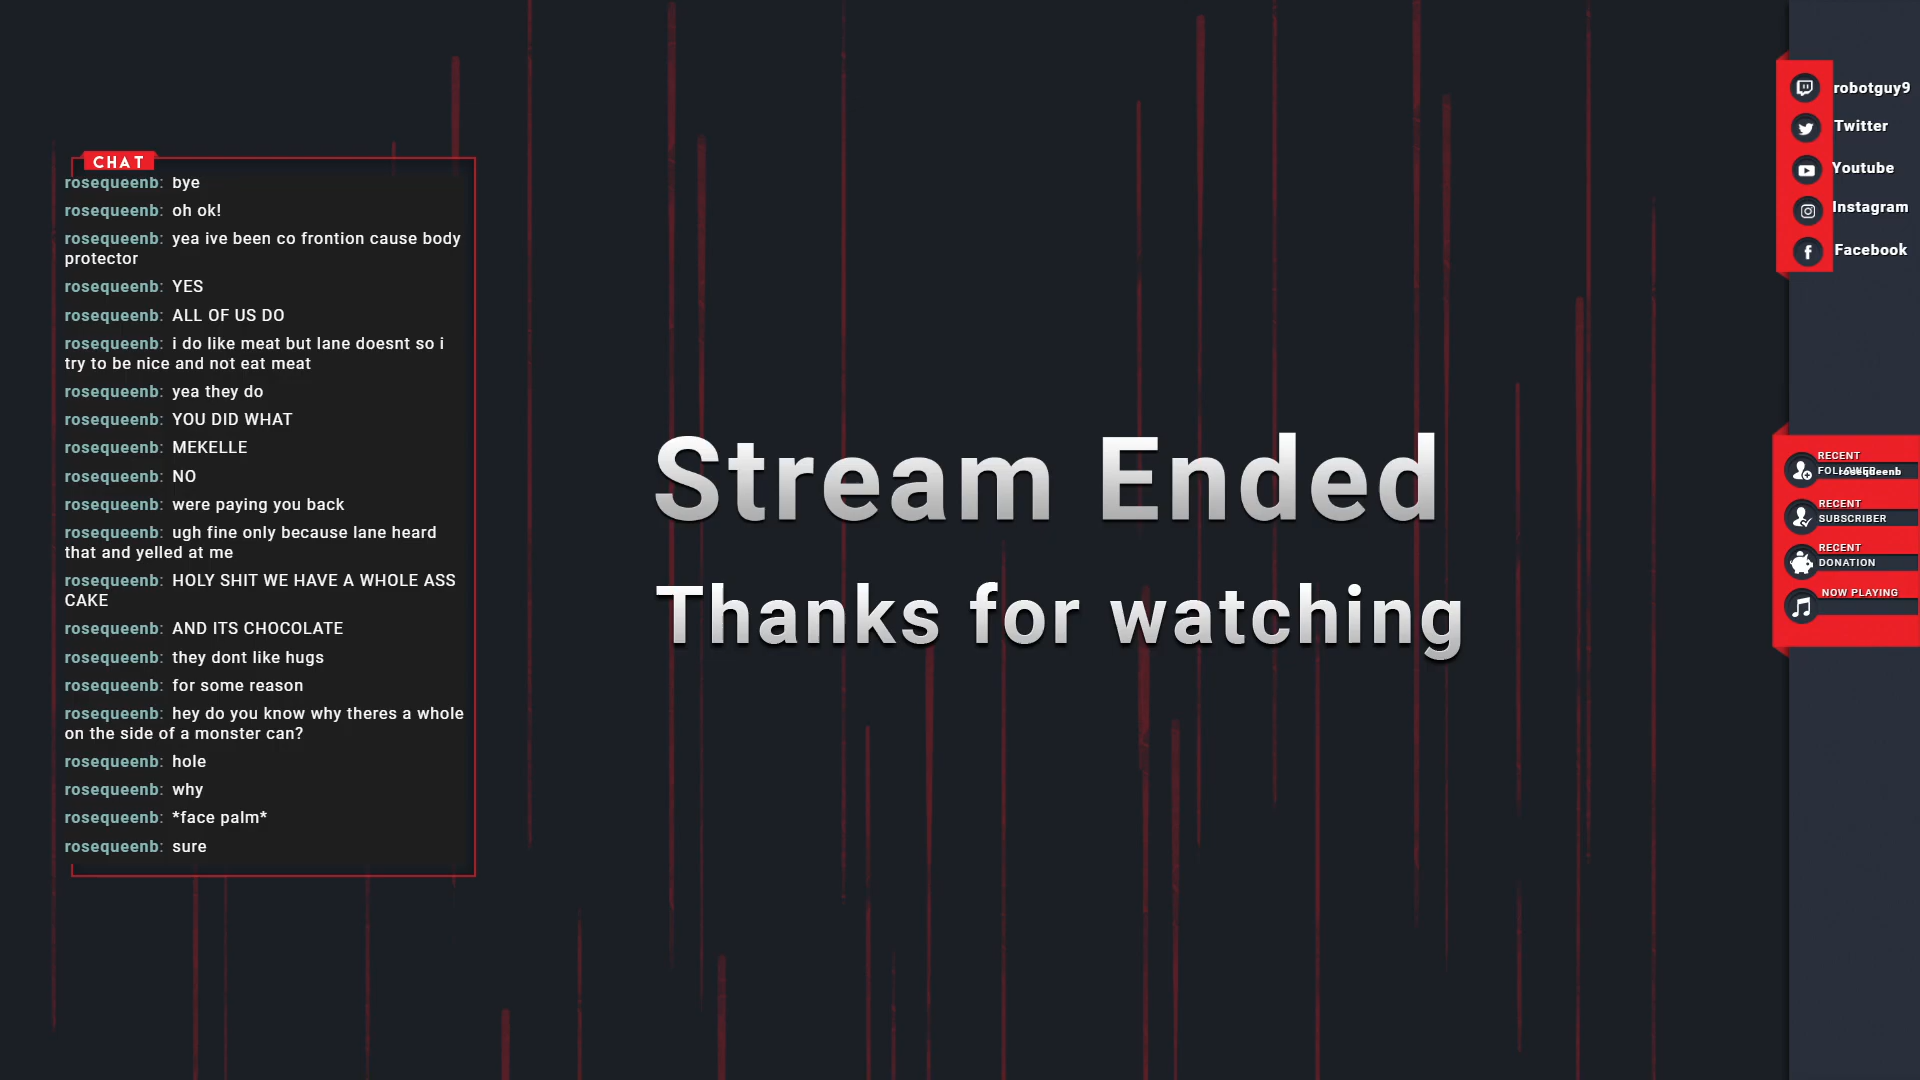 CHAT
rosequeenb: bye
rosequeenb: oh ok!
rosequeenb: yea ive been co frontion cause body
protector
rosequeenb: YES
rosequeenb: ALL OF US DO
rosequeenb: i do like meat but lane doesnt so i
try to be nice and not eat meat
rosequeenb: yea they do
rosequeenb: YOU DID WHAT
rosequeenb: MEKELLE
rosequeenb: NO
rosequeenb: were paying you back
rosequeenb: ugh fine only because lane heard
that and yelled at me
rosequeenb: HOLY SHIT WE HAVE A WHOLE ASS
CAKE
rosequeenb: AND ITS CHOCOLATE
rosequeenb: they dont like hugs
rosequeenb: for some reason
rosequeenb: hey do you know why theres a whole
on the side of a monster can?
rosequeenb: hole
rosequeenb: why
rosequeenb: *face palm*
rosequeenb: sure
Stream Ended
Thanks for watching
robotguy9
Twitter
Youtube
Instagram
Facebook
RECENT
FOLLOWER rosequeenb
RECENT
SUBSCRIBER
RECENT
DONATION
NOW PLAYING